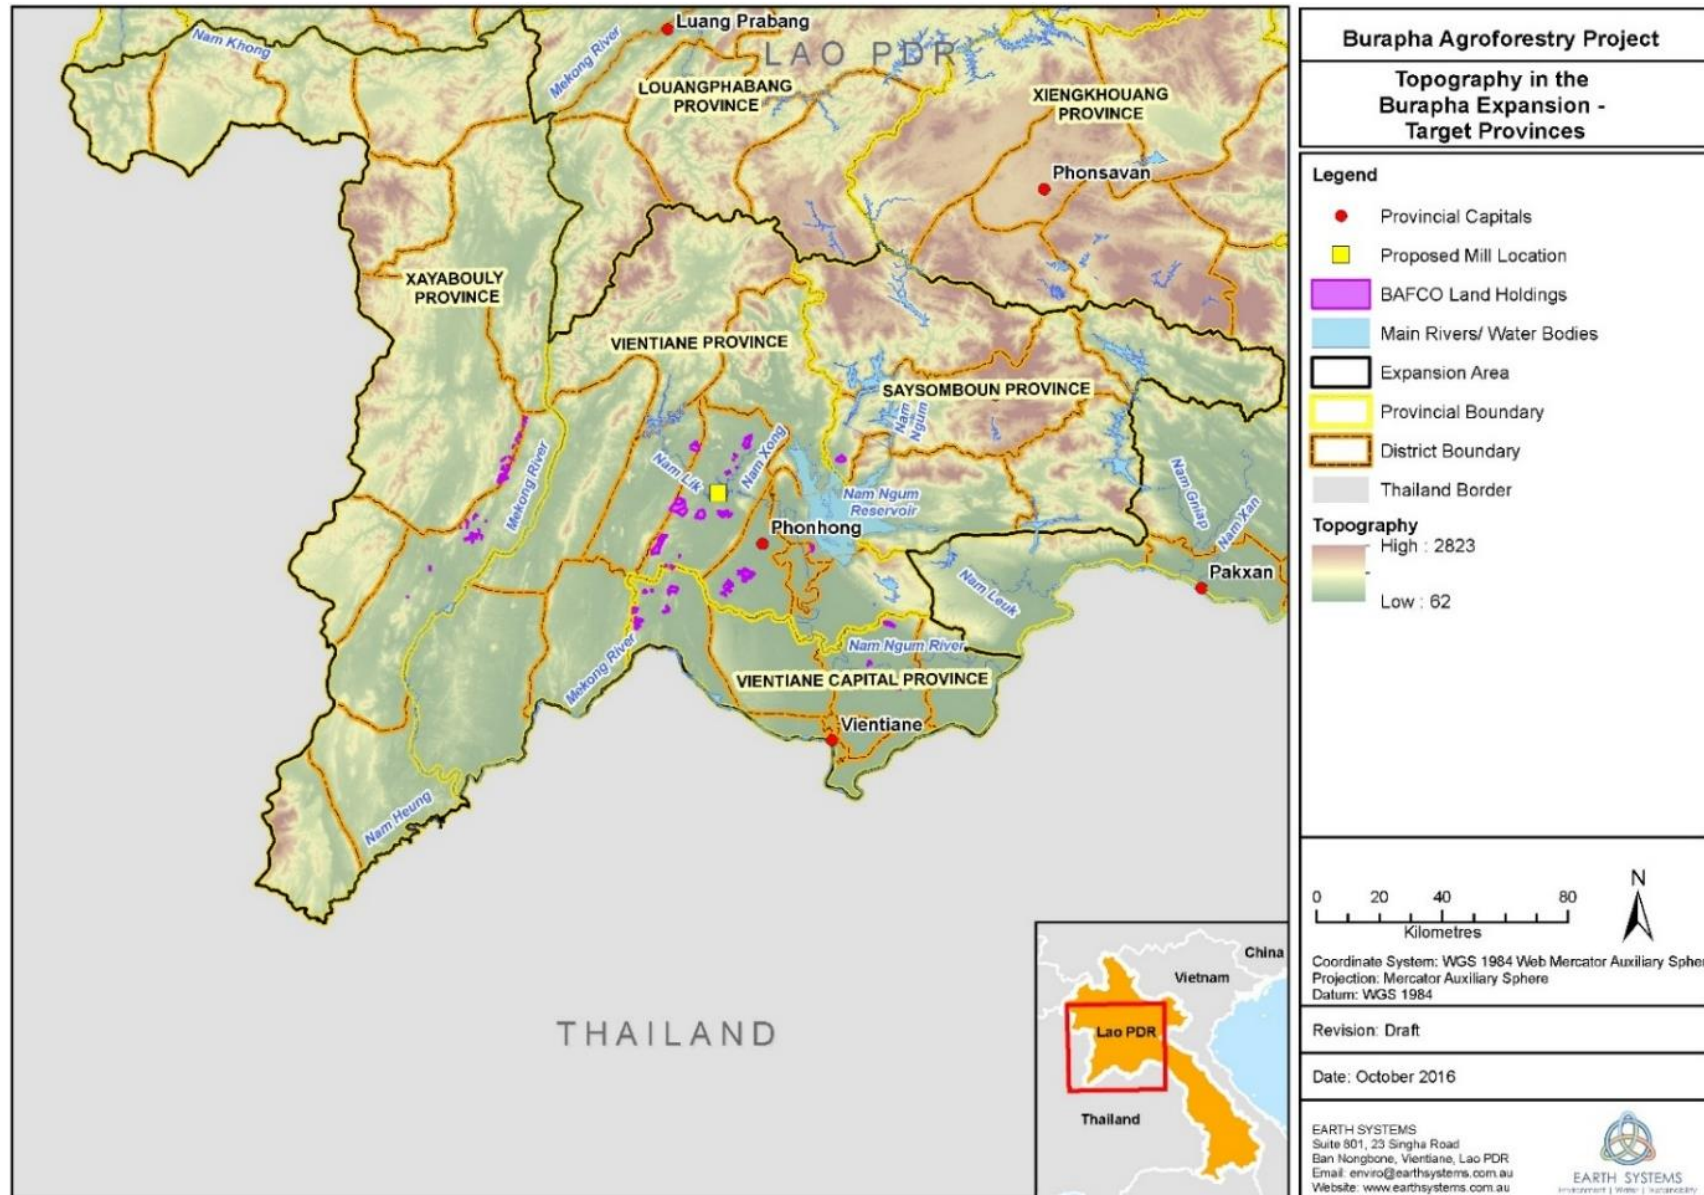 Luang Prabang
LAO PDR
Nam Khong
Mekong River
LOUANGPHABANG
PROVINCE
XIENGKHOUANG
PROVINCE
Phonsavan
XAYABOULY
PROVINCE
VIENTIANE PROVINCE
SAYSOMBOUN PROVINCE
Nam
Ngum
Mekong River
Nam Lik
Nam Xong
Nam Ngum
Reservoir
Nam Gniap
Nam Xan
Phonhong
Pakxan
Nam Leuk
Mekong River
Nam Ngum River
VIENTIANE CAPITAL PROVINCE
Vientiane
Nam Heung
THAILAND
China
Vietnam
Lao PDR
Thailand
Burapha Agroforestry Project
Topography in the
Burapha Expansion -
Target Provinces
Legend
Provincial Capitals
Proposed Mill Location
BAFCO Land Holdings
Main Rivers/ Water Bodies
Expansion Area
Provincial Boundary
District Boundary
Thailand Border
Topography
High : 2823
Low : 62
0 20 40 80
Kilometres
N
Coordinate System: WGS 1984 Web Mercator Auxiliary Spher
Projection: Mercator Auxiliary Sphere
Datum: WGS 1984
Revision: Draft
Date: October 2016
EARTH SYSTEMS
Suite 801, 23 Singha Road
Ban Nongbone, Vientiane, Lao PDR
Email: enviro@earthsystems.com.au
Website: www.earthsystems.com.au
EARTH SYSTEMS
Environment | Water | Sustainability